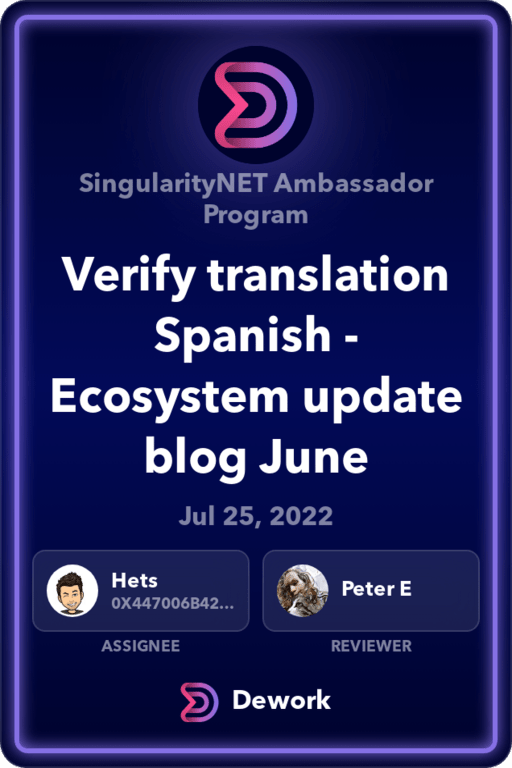 SingularityNET Ambassador
Program
Verify translation
Spanish -
Ecosystem update
blog June
Jul 25, 2022
Hets
0X447006B42...
Peter E
ASSIGNEE
REVIEWER
Dework